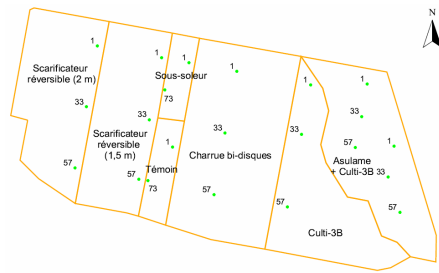 N
1
1
1
1
1
1
Scarificateur
réversible (2 m)
Sous-soleur
73
33
33
33
33
33
Scarificateur
réversible
(1,5 m)
1
1
Témoin
Charrue bi-disques
57
Asulame
+ Culti-3B
57
57
73
57
57
57
Culti-3B